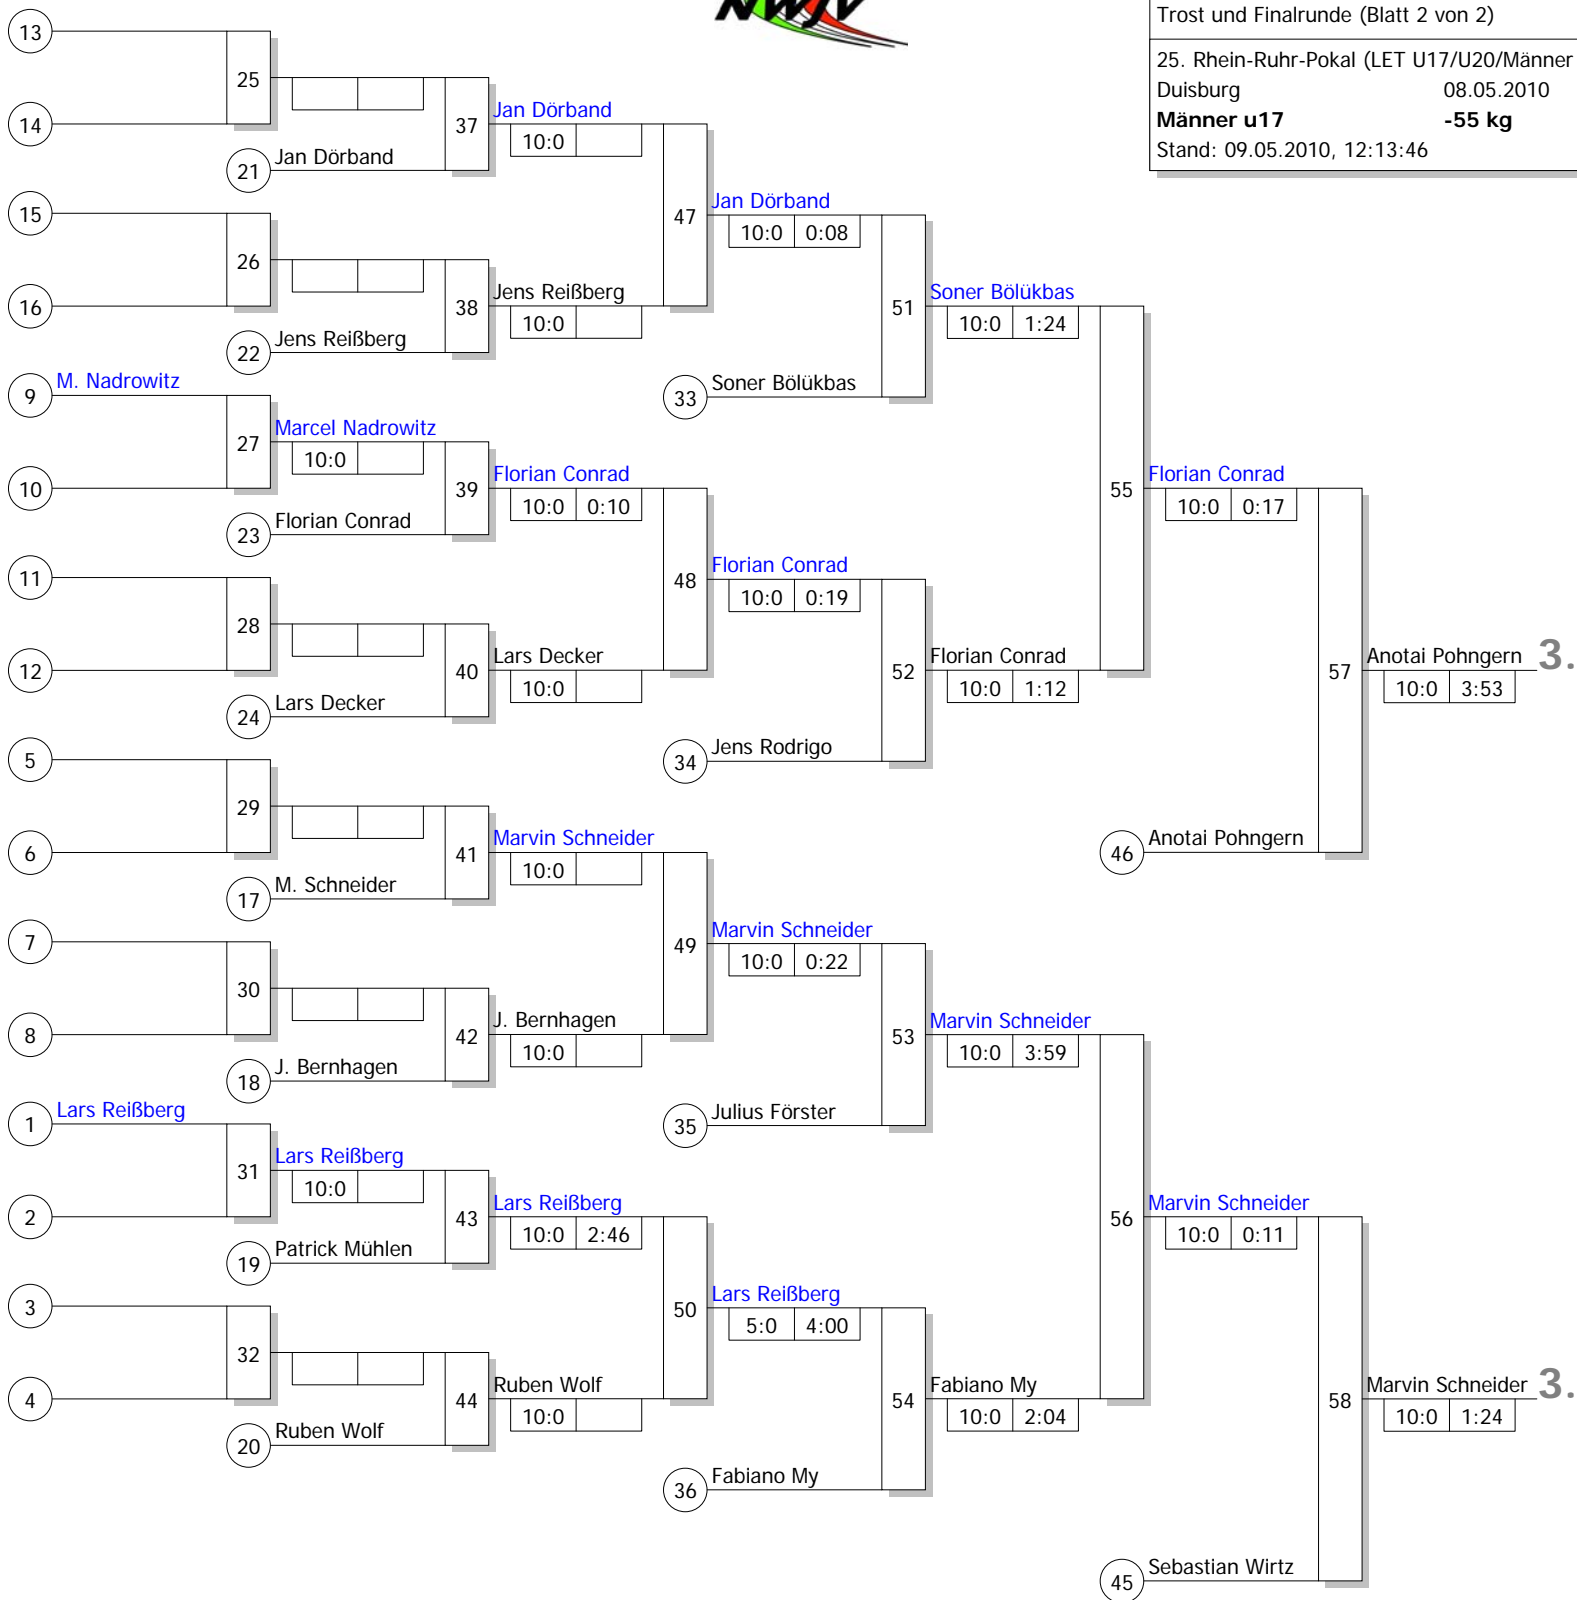 NWJV
Trost und Finalrunde (Blatt 2 von 2)
25. Rhein-Ruhr-Pokal (LET U17/U20/Männer
Duisburg 08.05.2010
Männer u17 -55 kg
Stand: 09.05.2010, 12:13:46
13
25
14
37
Jan Dörband
10:0
21 Jan Dörband
47
Jan Dörband
10:0 0:08
15
26
16
38
Jens Reißberg
10:0
22 Jens Reißberg
51
Soner Bölükbas
10:0 1:24
33 Soner Bölükbas
9 M. Nadrowitz
27
Marcel Nadrowitz
10:0
10
39
Florian Conrad
10:0 0:10
23 Florian Conrad
55
Florian Conrad
10:0 0:17
11
28
12
48
Florian Conrad
10:0 0:19
40
Lars Decker
10:0
24 Lars Decker
52
Florian Conrad
10:0 1:12
34 Jens Rodrigo
57
Anotai Pohngern 3.
10:0 3:53
46 Anotai Pohngern
5
29
6
41
Marvin Schneider
10:0
17 M. Schneider
49
Marvin Schneider
10:0 0:22
7
30
8
42
J. Bernhagen
10:0
18 J. Bernhagen
53
Marvin Schneider
10:0 3:59
35 Julius Förster
1 Lars Reißberg
31
Lars Reißberg
10:0
2
43
Lars Reißberg
10:0 2:46
19 Patrick Mühlen
56
Marvin Schneider
10:0 0:11
3
32
4
50
Lars Reißberg
5:0 4:00
44
Ruben Wolf
10:0
20 Ruben Wolf
54
Fabiano My
10:0 2:04
36 Fabiano My
58
Marvin Schneider 3.
10:0 1:24
45 Sebastian Wirtz